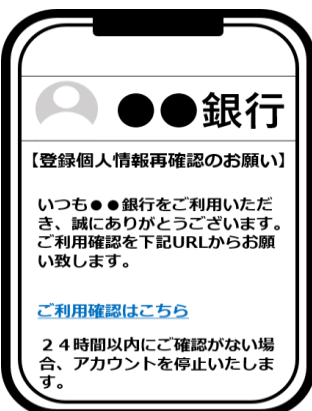 ●●銀行
【登録個人情報再確認のお願い】
いつも●●銀行をご利用いただ
き、誠にありがとうございます。
ご利用確認を下記URLからお願
い致します。
ご利用確認はこちら
２４時間以内にご確認がない場
合、アカウントを停止いたしま
す。